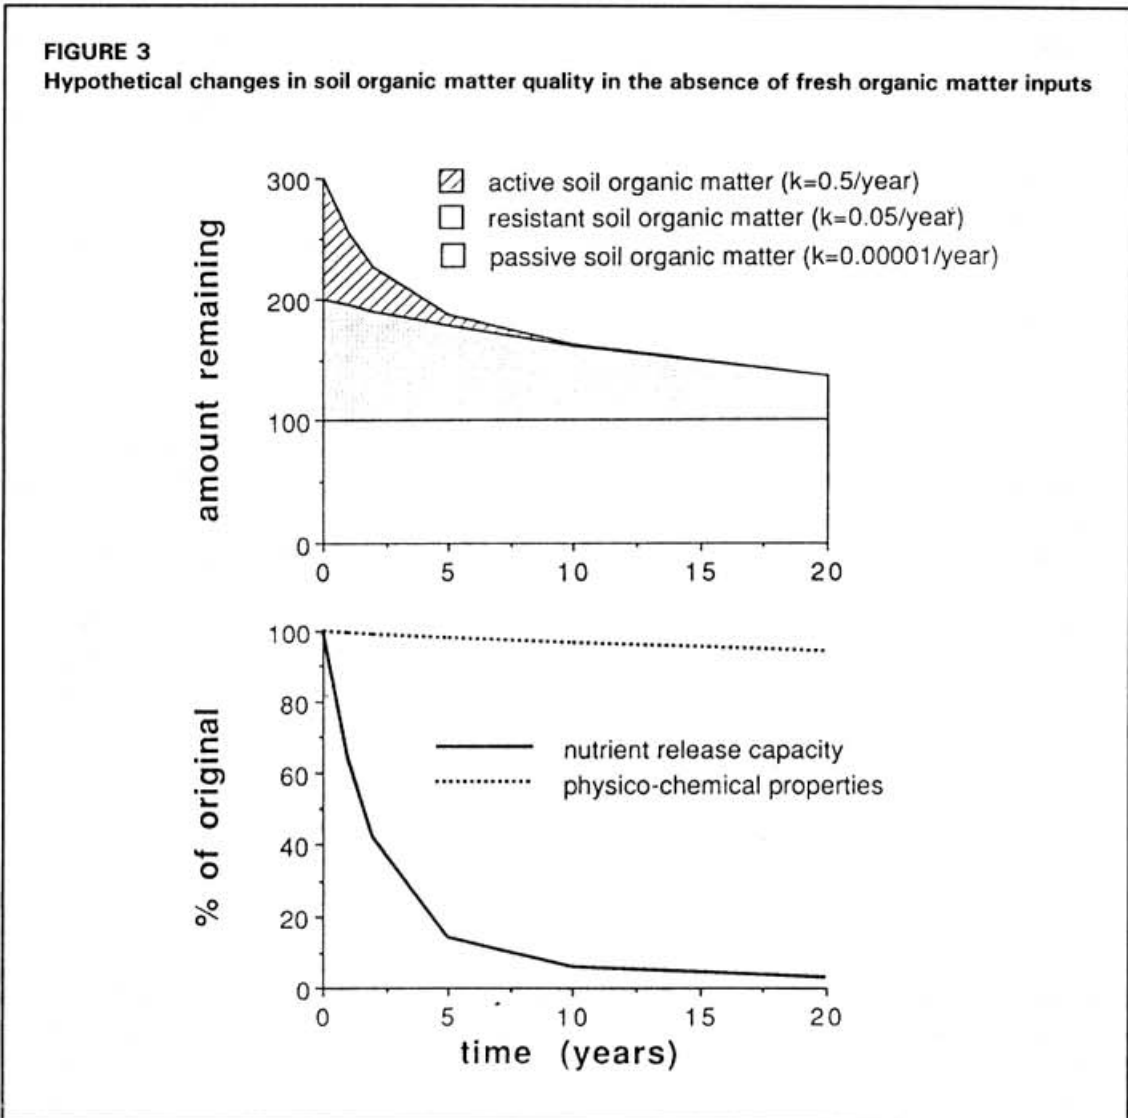 FIGURE 3
Hypothetical changes in soil organic matter quality in the absence of fresh organic matter inputs
300
200
100
0
amount remaining
active soil organic matter (k=0.5/year)
resistant soil organic matter (k=0.05/year)
passive soil organic matter (k=0.00001/year)
0 5 10 15 20
100
80
60
40
20
0
% of original
nutrient release capacity
physico-chemical properties
0 5 10 15 20
time (years)